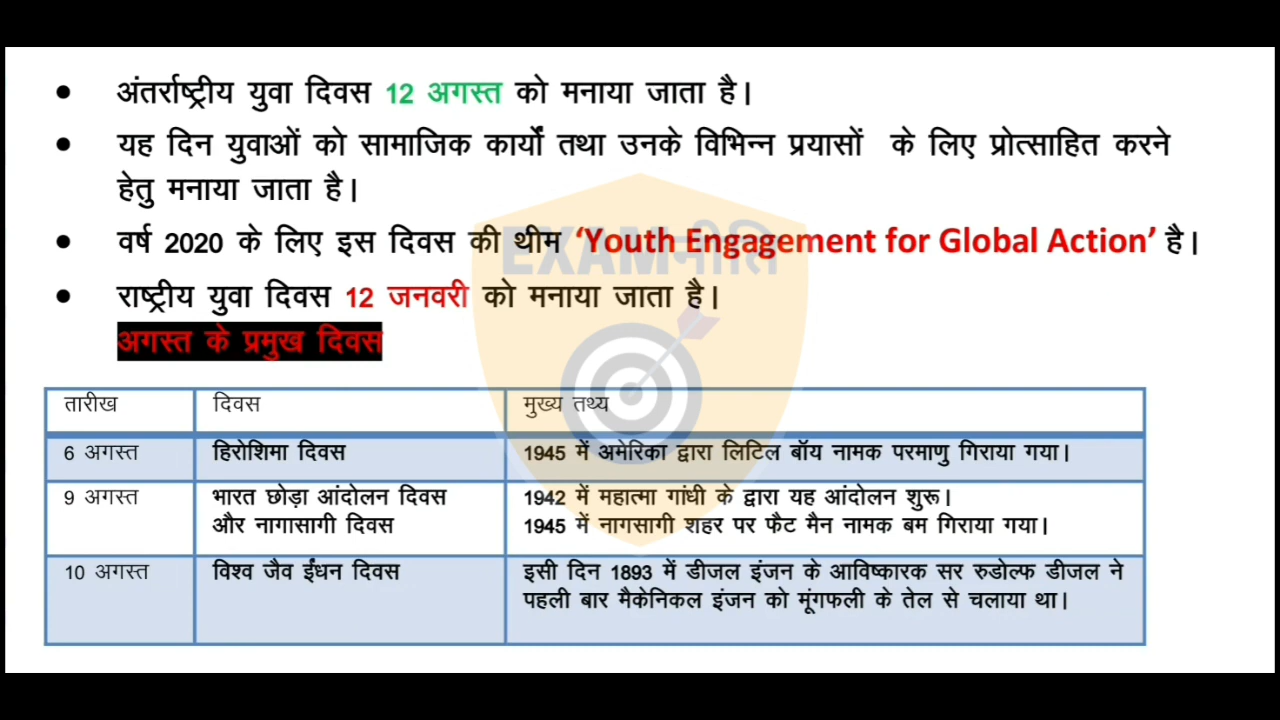 • अंतर्राष्ट्रीय युवा दिवस 12 अगस्त को मनाया जाता है।
• यह दिन युवाओं को सामाजिक कार्यों तथा उनके विभिन्न प्रयासों के लिए प्रोत्साहित करने
हेतु मनाया जाता है।
• वर्ष 2020 के लिए इस दिवस की थीम ‘Youth Engagement for Global Action’ है।
EXAMनीति
• राष्ट्रीय युवा दिवस 12 जनवरी को मनाया जाता है।
अगस्त के प्रमुख दिवस
तारीख दिवस मुख्य तथ्य
6 अगस्त हिरोशिमा दिवस 1945 में अमेरिका द्वारा लिटिल बॉय नामक परमाणु गिराया गया।
9 अगस्त भारत छोड़ा आंदोलन दिवस 1942 में महात्मा गांधी के द्वारा यह आंदोलन शुरू।
और नागासागी दिवस 1945 में नागसागी शहर पर फैट मैन नामक बम गिराया गया।
10 अगस्त विश्व जैव ईंधन दिवस इसी दिन 1893 में डीजल इंजन के आविष्कारक सर रुडोल्फ डीजल ने
पहली बार मैकेनिकल इंजन को मूंगफली के तेल से चलाया था।